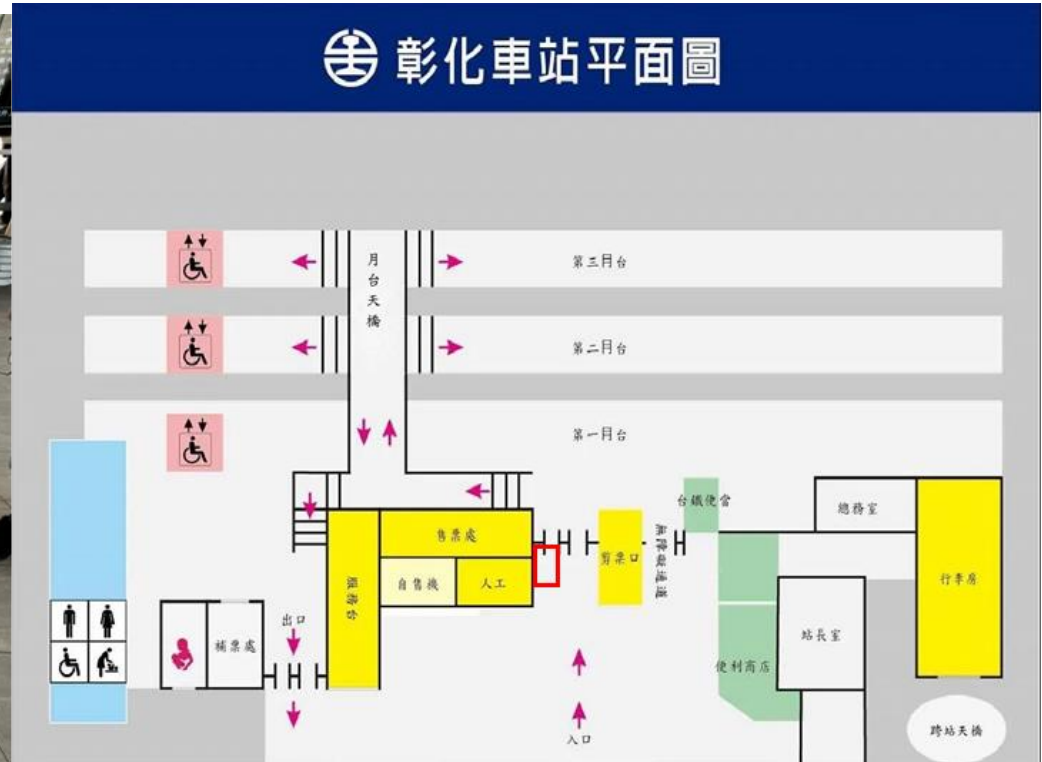 彰化車站平面圖
月台天橋
第三月台
第二月台
第一月台
台鐵便當
總務室
售票處
剪票口
無障礙通道
行李房
服務台
自售機
人工
出口
補票處
站長室
便利商店
入口
跨站天橋